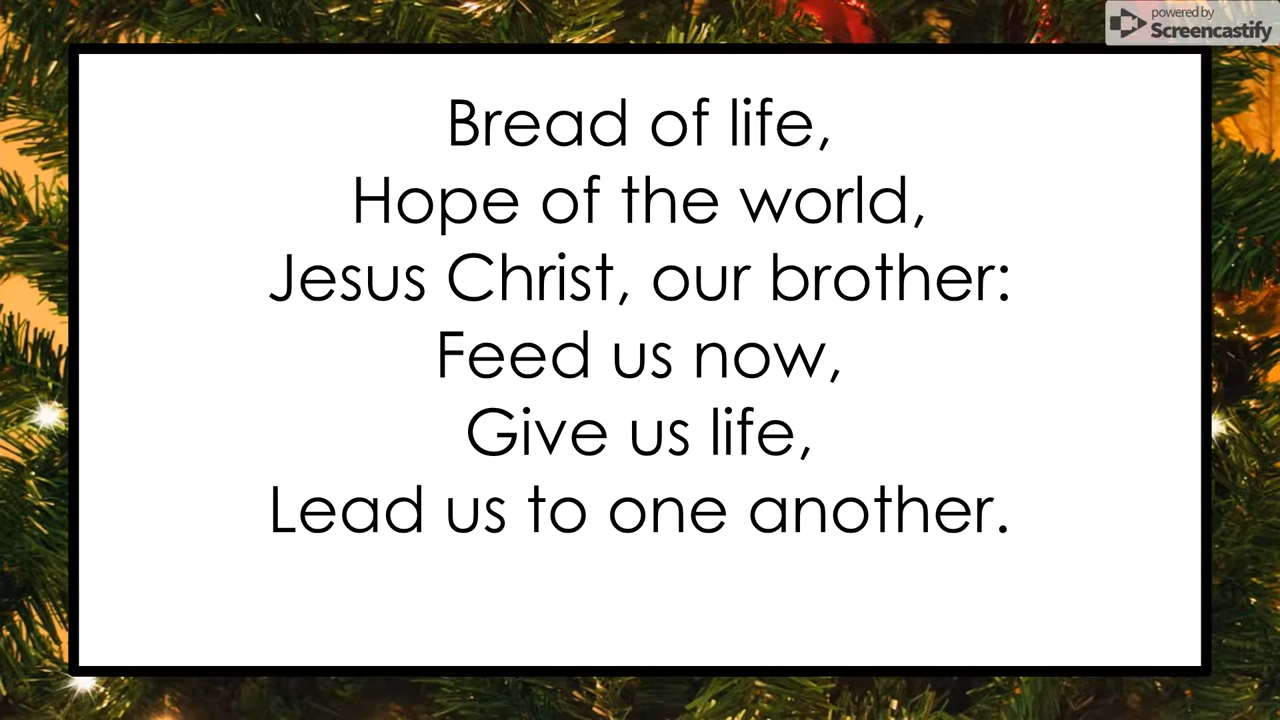 powered by
Screencastify
Bread of life,
Hope of the world,
Jesus Christ, our brother:
Feed us now,
Give us life,
Lead us to one another.